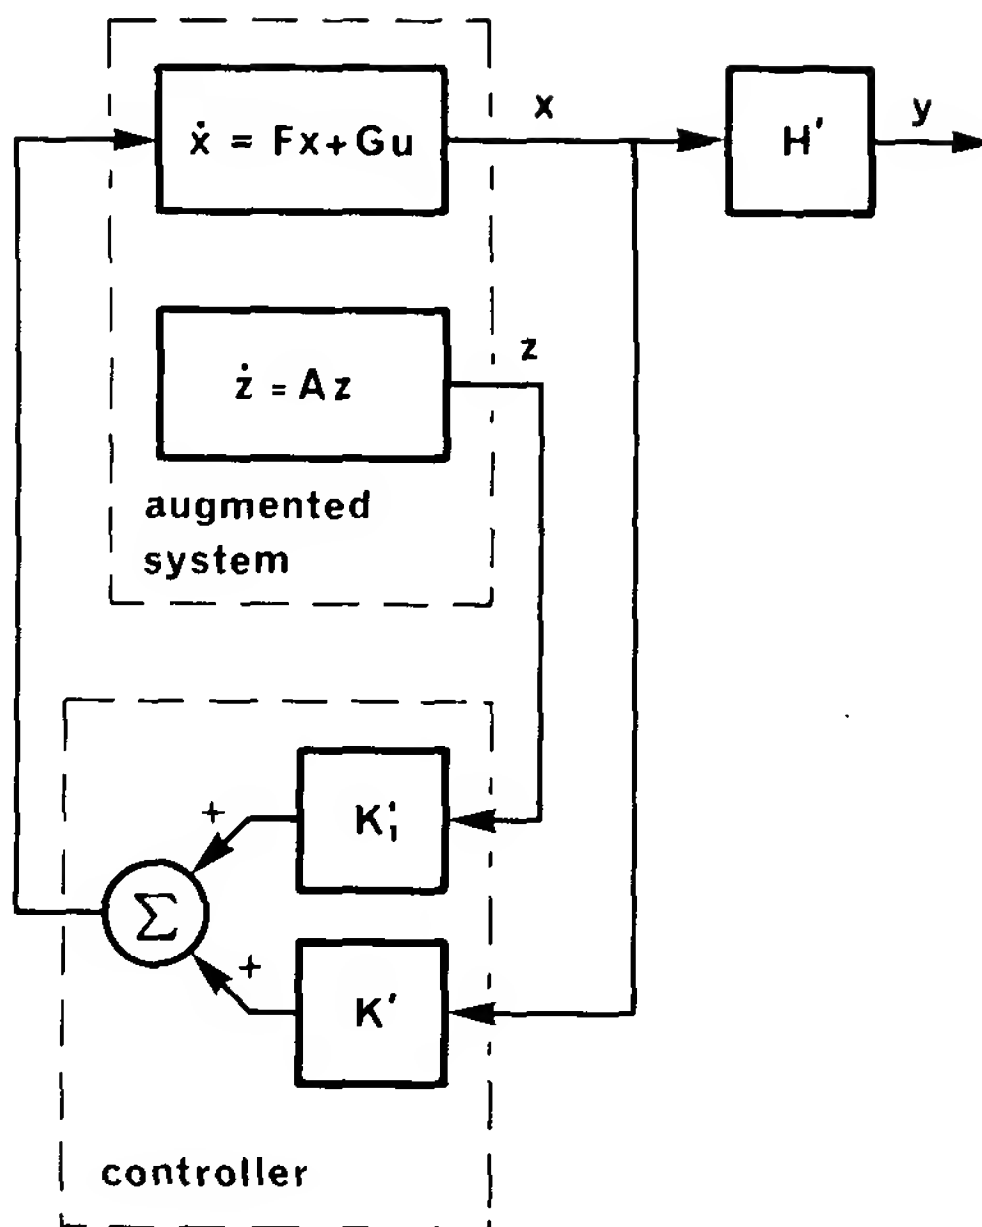 ẋ = Fx+Gu
x
H'
y
ż = Az
z
augmented
system
+
K₁'
Σ
+
K'
controller